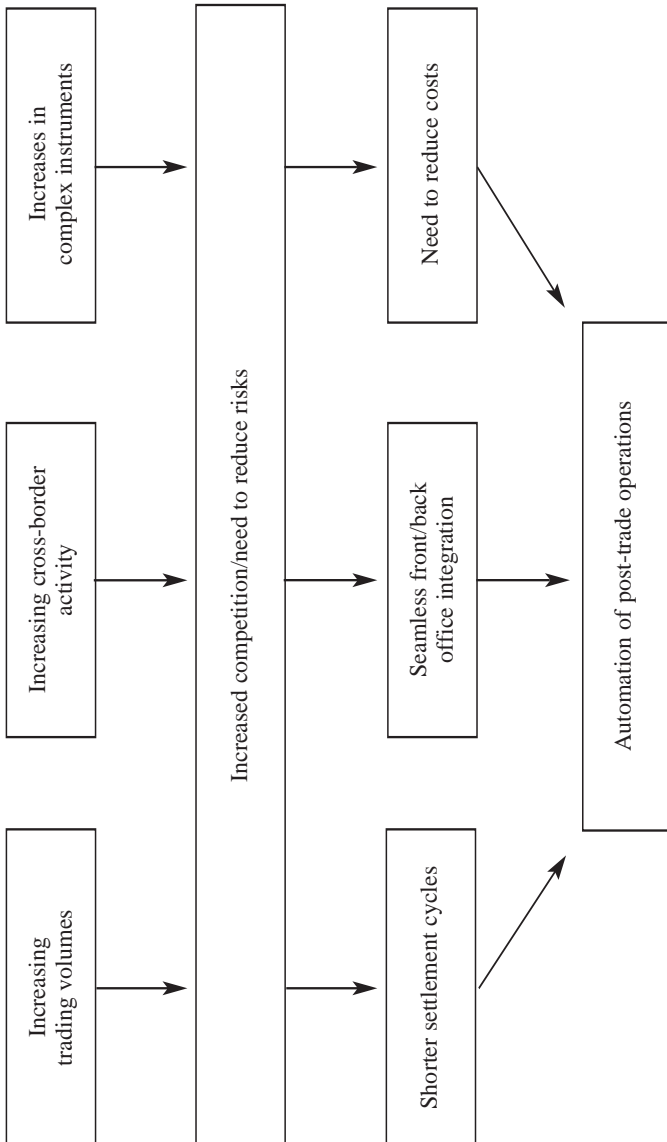 Increasing
trading volumes
Increasing cross-border
activity
Increases in
complex instruments
Increased competition/need to reduce risks
Shorter settlement cycles
Seamless front/back
office integration
Need to reduce costs
Automation of post-trade operations